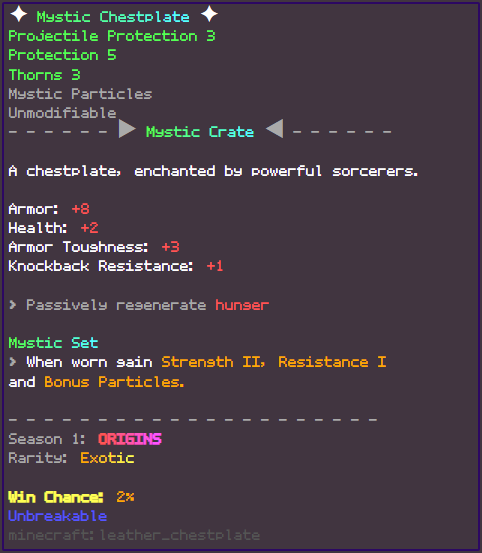 ✦ Mystic Chestplate ✦
Projectile Protection 3
Protection 5
Thorns 3
Mystic Particles
Unmodifiable
- - - - - - ▶ Mystic Crate ◀ - - - - - -
A chestplate, enchanted by powerful sorcerers.
Armor: +8
Health: +2
Armor Toughness: +3
Knockback Resistance: +1
> Passively regenerate hunger
Mystic Set
> When worn gain Strength II, Resistance I
and Bonus Particles.
- - - - - - - - - - - - - - - - - - - - -
Season 1: ORIGINS
Rarity: Exotic
Win Chance: 2%
Unbreakable
minecraft:leather_chestplate